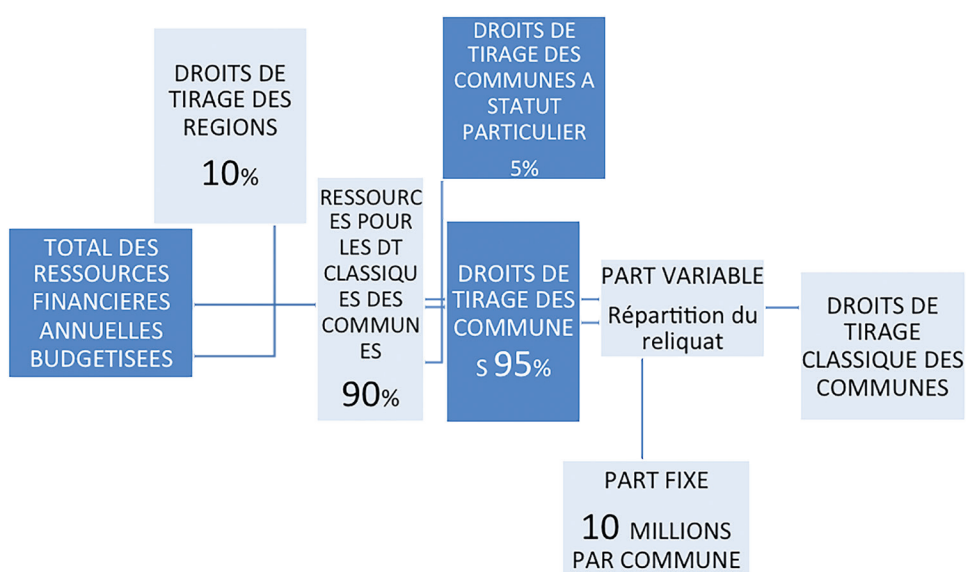 TOTAL DES
RESSOURCES
FINANCIERES
ANNUELLES
BUDGETISEES
DROITS DE
TIRAGE DES
REGIONS
10%
RESSOURC
ES POUR
LES DT
CLASSIQU
ES DES
COMMUN
ES
90%
DROITS DE
TIRAGE DES
COMMUNES A
STATUT
PARTICULIER
5%
DROITS DE
TIRAGE DES
COMMUNE
S 95%
PART VARIABLE
Répartition du
reliquat
PART FIXE
10 MILLIONS
PAR COMMUNE
DROITS DE
TIRAGE
CLASSIQUE DES
COMMUNES